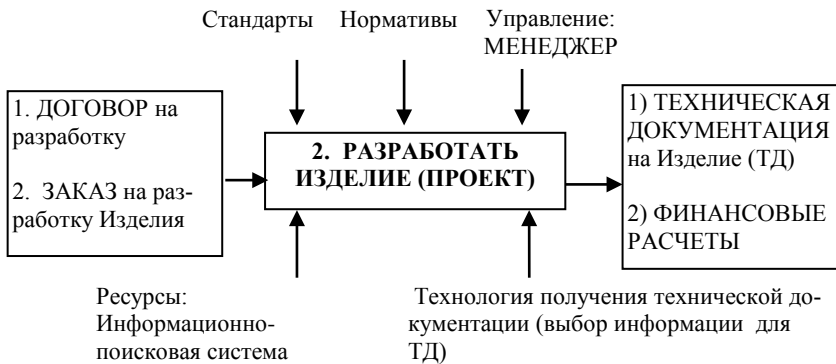 Стандарты
Нормативы
Управление:
МЕНЕДЖЕР
1. ДОГОВОР на
разработку
2. ЗАКАЗ на раз-
работку Изделия
2. РАЗРАБОТАТЬ
ИЗДЕЛИЕ (ПРОЕКТ)
1) ТЕХНИЧЕСКАЯ
ДОКУМЕНТАЦИЯ
на Изделие (ТД)
2) ФИНАНСОВЫЕ
РАСЧЕТЫ
Ресурсы:
Информационно-
поисковая система
Технология получения технической до-
кументации (выбор информации для
ТД)